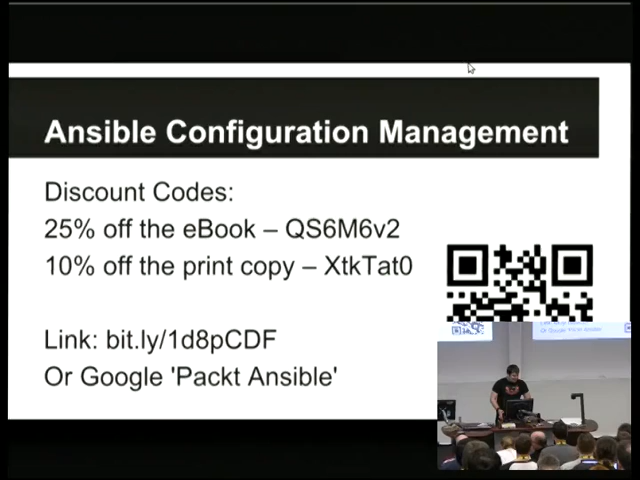 Ansible Configuration Management
Discount Codes:
25% off the eBook – QS6M6v2
10% off the print copy – XtkTat0
Link: bit.ly/1d8pCDF
Or Google 'Packt Ansible'